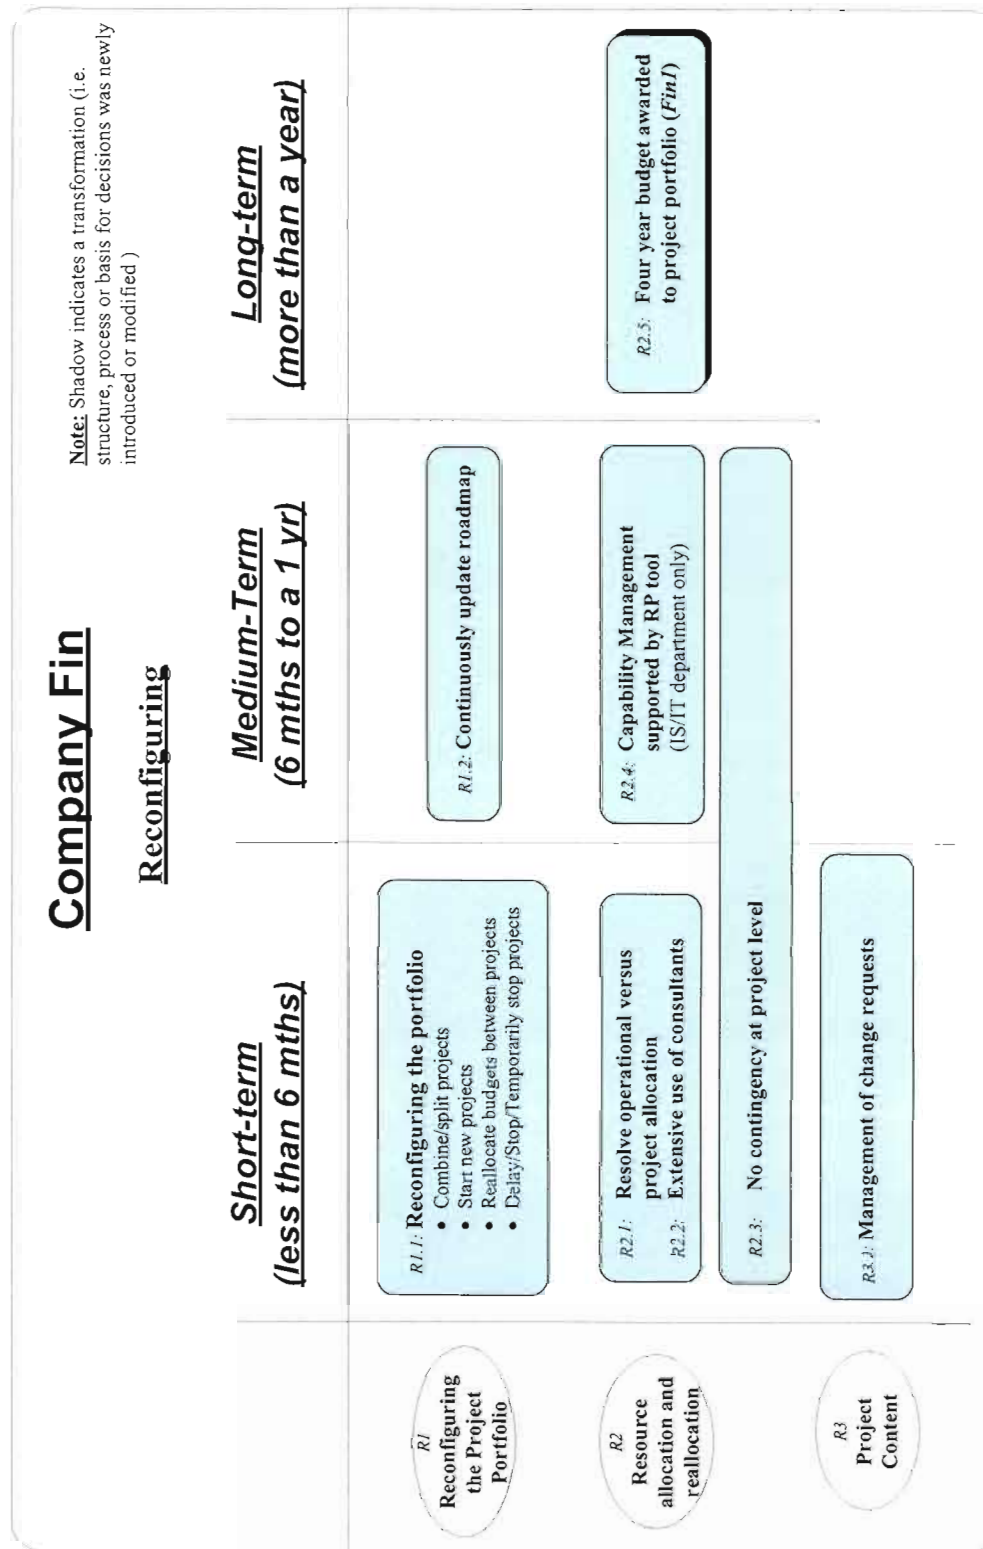 Company Fin
Reconfiguring
Note: Shadow indicates a transformation (i.e.
structure, process or basis for decisions was newly
introduced or modified )
Short-term
(less than 6 mths)
Medium-Term
(6 mths to a 1 yr)
Long-term
(more than a year)
R1
Reconfiguring
the Project
Portfolio
R1.1: Reconfiguring the portfolio
• Combine/split projects
• Start new projects
• Reallocate budgets between projects
• Delay/Stop/Temporarily stop projects
R1.2: Continuously update roadmap
R2
Resource
allocation and
reallocation
R2.1: Resolve operational versus
project allocation
R2.2: Extensive use of consultants
R2.4: Capability Management
supported by RP tool
(IS/IT department only)
R2.5: Four year budget awarded
to project portfolio (Fin1)
R2.3: No contingency at project level
R3
Project
Content
R3.1: Management of change requests